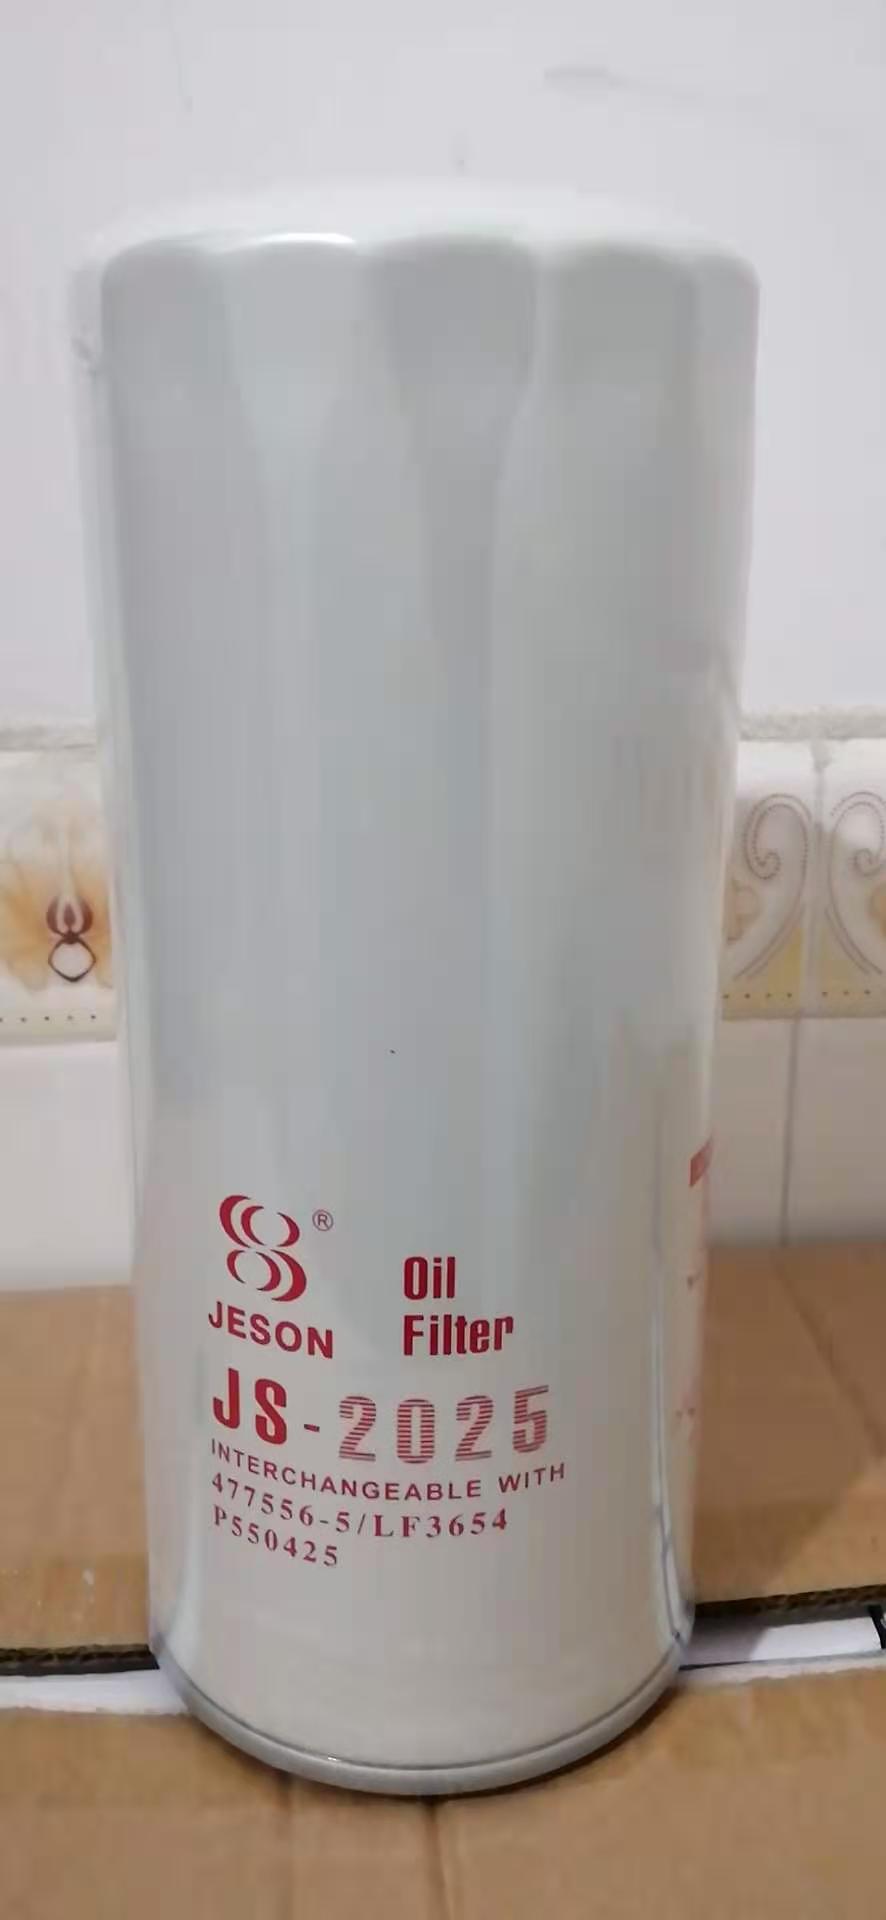 ®
JESON
Oil
Filter
JS-2025
INTERCHANGEABLE WITH
477556-5/LF3654
P550425